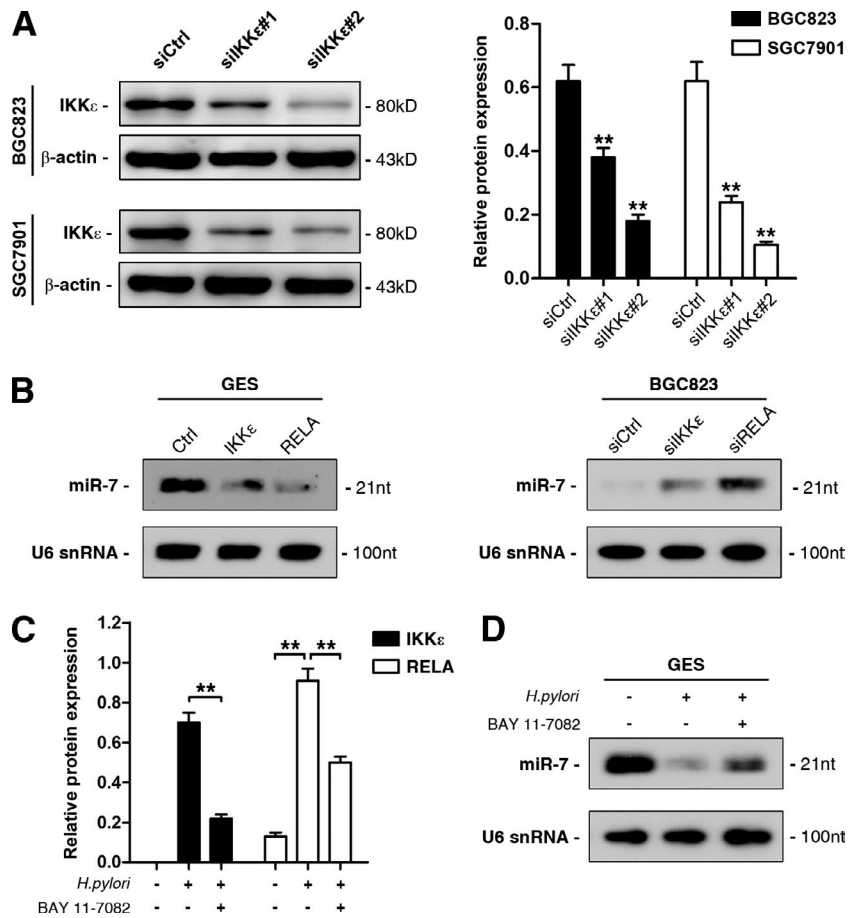 A
siCtrl
siIKKε#1
siIKKε#2
BGC823
IKKε -
- 80kD
β-actin -
- 43kD
SGC7901
IKKε -
- 80kD
β-actin -
- 43kD
BGC823
SGC7901
Relative protein expression
0.8
0.6
0.4
0.2
0.0
** ** ** **
siCtrl siIKKε#1 siIKKε#2 siCtrl siIKKε#1 siIKKε#2
B
GES
Ctrl IKKε RELA
miR-7 - - 21nt
U6 snRNA - - 100nt
BGC823
siCtrl siIKKε siRELA
miR-7 - - 21nt
U6 snRNA - - 100nt
C
IKKε
RELA
Relative protein expression
1.2
1.0
0.8
0.6
0.4
0.2
0.0
** ** **
H.pylori - + + - + +
BAY 11-7082 - - + - - +
D
GES
H.pylori - + +
BAY 11-7082 - - +
miR-7 - - 21nt
U6 snRNA - - 100nt